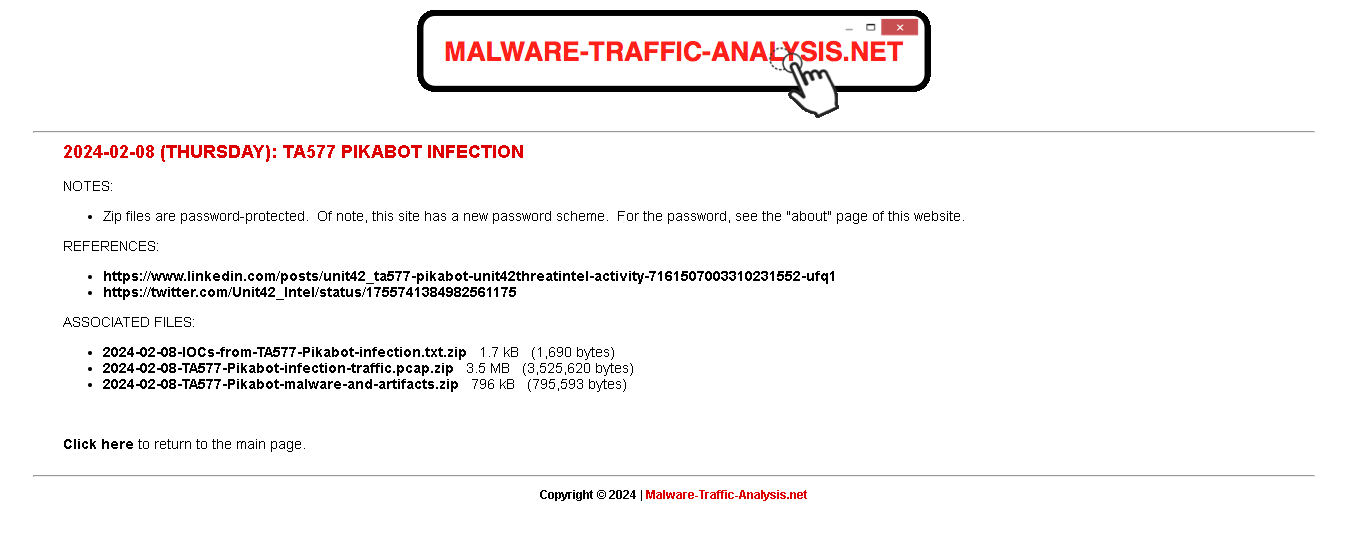 MALWARE-TRAFFIC-ANALYSIS.NET
2024-02-08 (THURSDAY): TA577 PIKABOT INFECTION
NOTES:
Zip files are password-protected.  Of note, this site has a new password scheme.  For the password, see the "about" page of this website.
REFERENCES:
https://www.linkedin.com/posts/unit42_ta577-pikabot-unit42threatintel-activity-7161507003310231552-ufq1
https://twitter.com/Unit42_Intel/status/1755741384982561175
ASSOCIATED FILES:
2024-02-08-IOCs-from-TA577-Pikabot-infection.txt.zip   1.7 kB   (1,690 bytes)
2024-02-08-TA577-Pikabot-infection-traffic.pcap.zip   3.5 MB   (3,525,620 bytes)
2024-02-08-TA577-Pikabot-malware-and-artifacts.zip   796 kB   (795,593 bytes)
Click here to return to the main page.
Copyright © 2024 | Malware-Traffic-Analysis.net